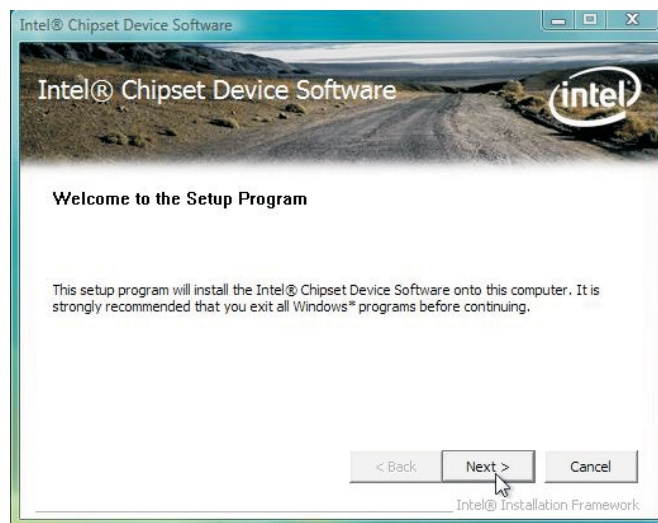 Intel® Chipset Device Software
Intel® Chipset Device Software
intel
Welcome to the Setup Program
This setup program will install the Intel® Chipset Device Software onto this computer. It is
strongly recommended that you exit all Windows* programs before continuing.
< Back Next > Cancel
Intel® Installation Framework